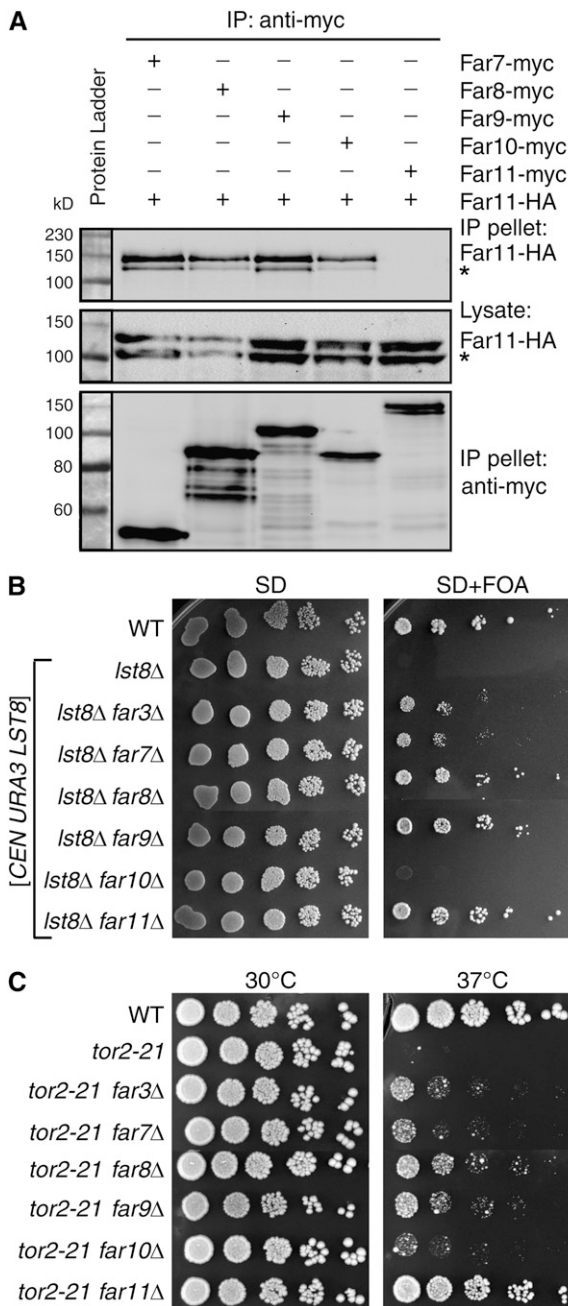 A
IP: anti-myc
Protein Ladder
+ – – – – Far7-myc
– + – – – Far8-myc
– – + – – Far9-myc
– – – + – Far10-myc
– – – – + Far11-myc
kD + + + + + Far11-HA
IP pellet:
230
150 Far11-HA
*
100
Lysate:
150
Far11-HA
100 *
150
100
80
60
IP pellet:
anti-myc
B
SD SD+FOA
WT
[CEN URA3 LST8]
lst8Δ
lst8Δ far3Δ
lst8Δ far7Δ
lst8Δ far8Δ
lst8Δ far9Δ
lst8Δ far10Δ
lst8Δ far11Δ
C
30°C 37°C
WT
tor2-21
tor2-21 far3Δ
tor2-21 far7Δ
tor2-21 far8Δ
tor2-21 far9Δ
tor2-21 far10Δ
tor2-21 far11Δ